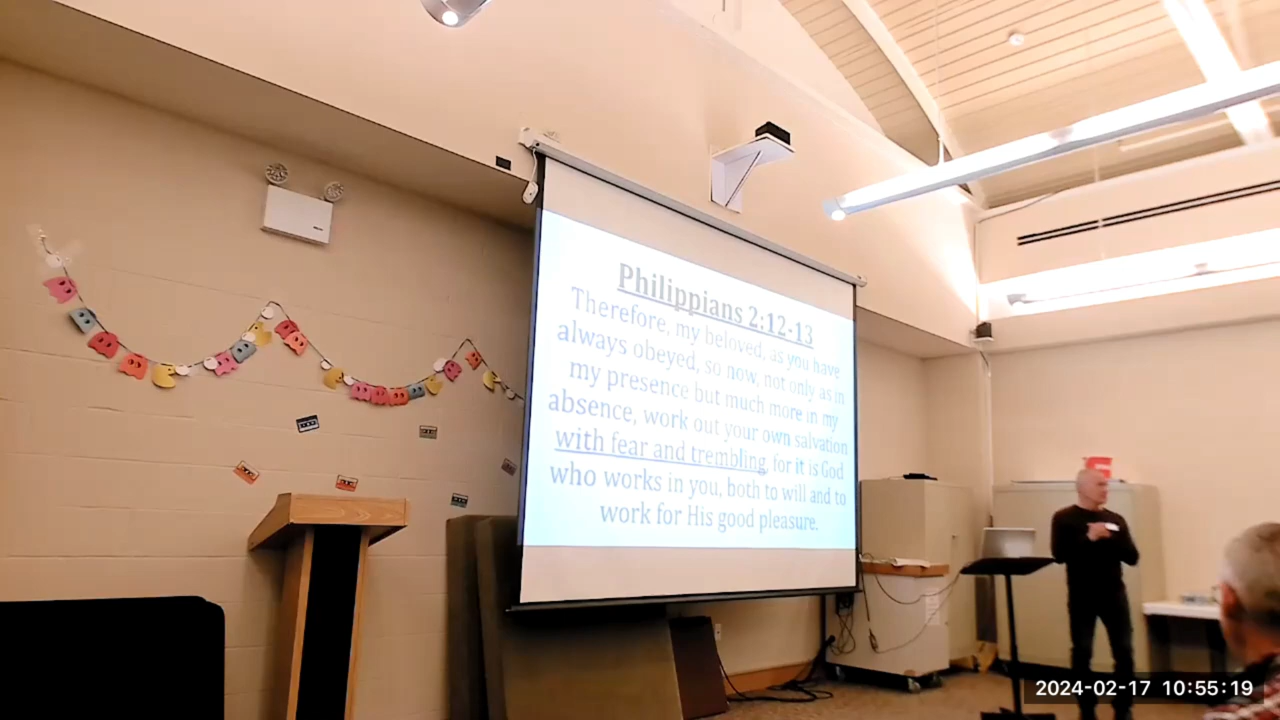 Philippians 2:12-13
Therefore, my beloved, as you have
always obeyed, so now, not only as in
my presence but much more in my
absence, work out your own salvation
with fear and trembling, for it is God
who works in you, both to will and to
work for His good pleasure.
2024-02-17 10:55:19